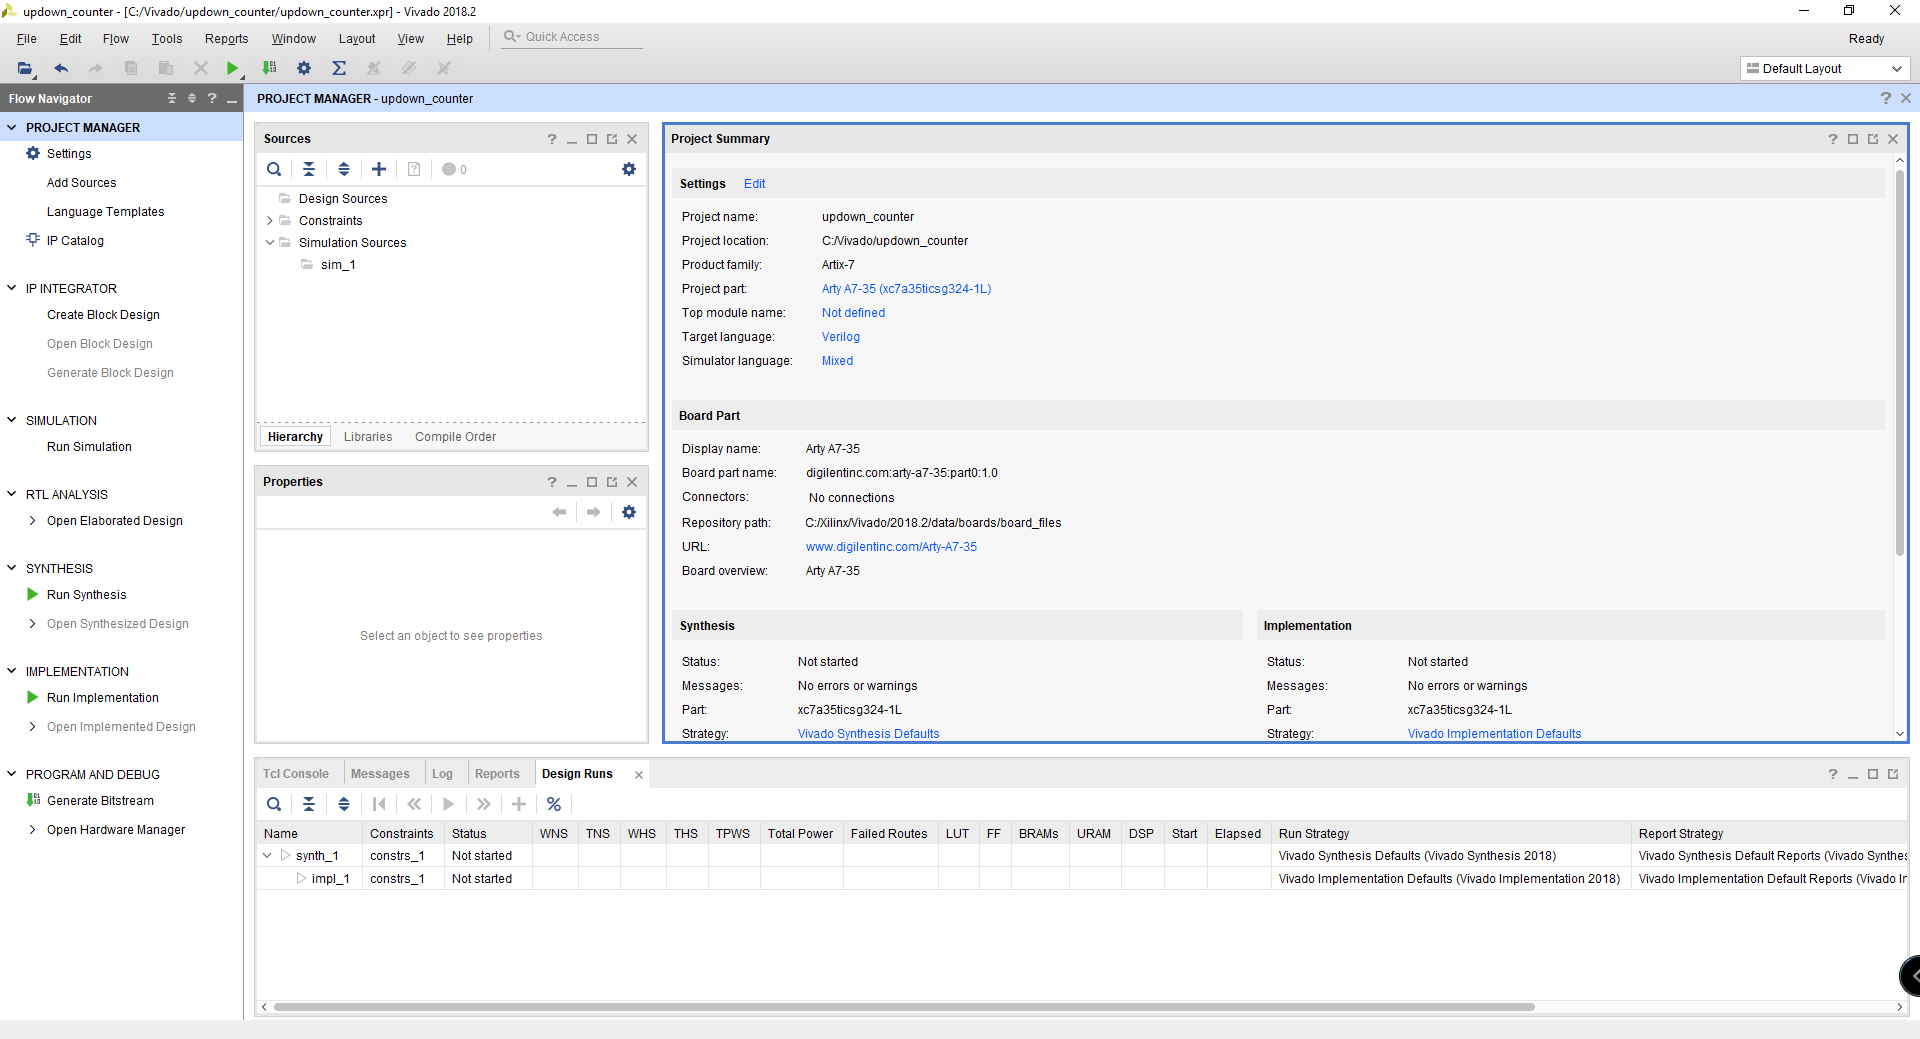 updown_counter - [C:/Vivado/updown_counter/updown_counter.xpr] - Vivado 2018.2
File Edit Flow Tools Reports Window Layout View Help Quick Access Ready
Default Layout
Flow Navigator
PROJECT MANAGER
Settings
Add Sources
Language Templates
IP Catalog
IP INTEGRATOR
Create Block Design
Open Block Design
Generate Block Design
SIMULATION
Run Simulation
RTL ANALYSIS
Open Elaborated Design
SYNTHESIS
Run Synthesis
Open Synthesized Design
IMPLEMENTATION
Run Implementation
Open Implemented Design
PROGRAM AND DEBUG
Generate Bitstream
Open Hardware Manager
PROJECT MANAGER - updown_counter
Sources
0
Design Sources
Constraints
Simulation Sources
sim_1
Hierarchy Libraries Compile Order
Properties
Select an object to see properties
Project Summary
Settings Edit
Project name: updown_counter
Project location: C:/Vivado/updown_counter
Product family: Artix-7
Project part: Arty A7-35 (xc7a35ticsg324-1L)
Top module name: Not defined
Target language: Verilog
Simulator language: Mixed
Board Part
Display name: Arty A7-35
Board part name: digilentinc.com:arty-a7-35:part0:1.0
Connectors: No connections
Repository path: C:/Xilinx/Vivado/2018.2/data/boards/board_files
URL: www.digilentinc.com/Arty-A7-35
Board overview: Arty A7-35
Synthesis
Status: Not started
Messages: No errors or warnings
Part: xc7a35ticsg324-1L
Strategy: Vivado Synthesis Defaults
Implementation
Status: Not started
Messages: No errors or warnings
Part: xc7a35ticsg324-1L
Strategy: Vivado Implementation Defaults
Tcl Console Messages Log Reports Design Runs
Name Constraints Status WNS TNS WHS THS TPWS Total Power Failed Routes LUT FF BRAMs URAM DSP Start Elapsed Run Strategy Report Strategy
synth_1 constrs_1 Not started Vivado Synthesis Defaults (Vivado Synthesis 2018) Vivado Synthesis Default Reports (Vivado Synthes
impl_1 constrs_1 Not started Vivado Implementation Defaults (Vivado Implementation 2018) Vivado Implementation Default Reports (Vivado Ir